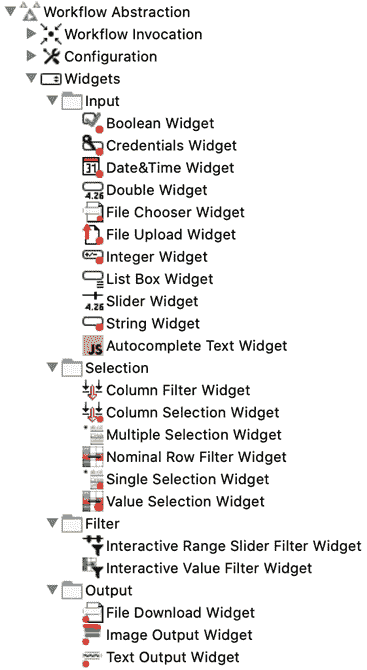 Workflow Abstraction
Workflow Invocation
Configuration
Widgets
Input
Boolean Widget
Credentials Widget
Date&Time Widget
Double Widget
File Chooser Widget
File Upload Widget
Integer Widget
List Box Widget
Slider Widget
String Widget
Autocomplete Text Widget
Selection
Column Filter Widget
Column Selection Widget
Multiple Selection Widget
Nominal Row Filter Widget
Single Selection Widget
Value Selection Widget
Filter
Interactive Range Slider Filter Widget
Interactive Value Filter Widget
Output
File Download Widget
Image Output Widget
Text Output Widget